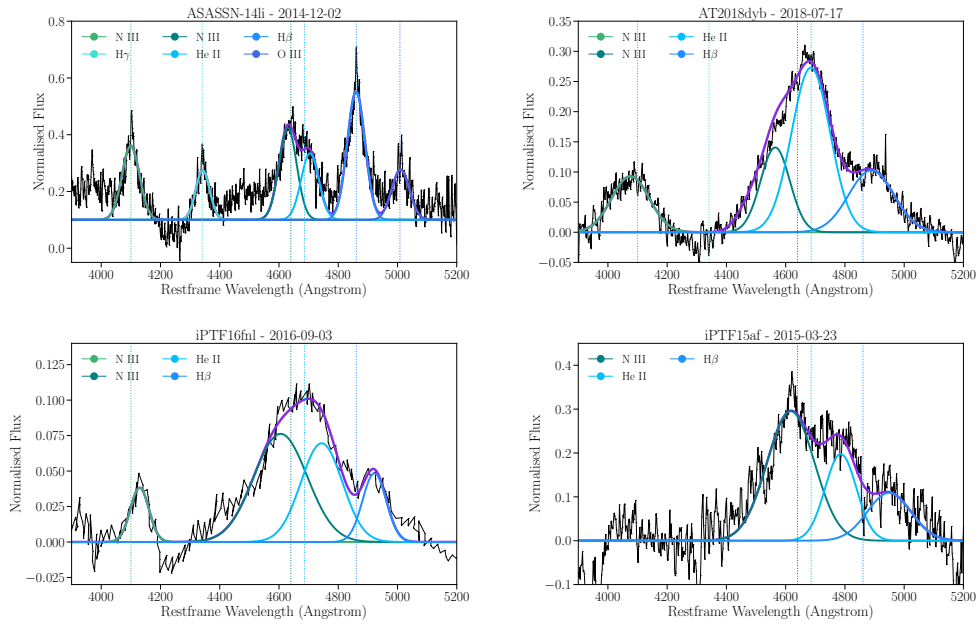 ASASSN-14li - 2014-12-02
N III
N III
Hβ
Hγ
He II
O III
Normalised Flux
0.8
0.6
0.4
0.2
0.0
4000 4200 4400 4600 4800 5000 5200
Restframe Wavelength (Angstrom)
AT2018dyb - 2018-07-17
N III
He II
N III
Hβ
Normalised Flux
0.30
0.25
0.20
0.15
0.10
0.05
0.00
−0.05
4000 4200 4400 4600 4800 5000 5200
Restframe Wavelength (Angstrom)
iPTF16fnl - 2016-09-03
N III
He II
N III
Hβ
Normalised Flux
0.125
0.100
0.075
0.050
0.025
0.000
−0.025
4000 4200 4400 4600 4800 5000 5200
Restframe Wavelength (Angstrom)
iPTF15af - 2015-03-23
N III
Hβ
He II
Normalised Flux
0.4
0.3
0.2
0.1
0.0
−0.1
4000 4200 4400 4600 4800 5000 5200
Restframe Wavelength (Angstrom)